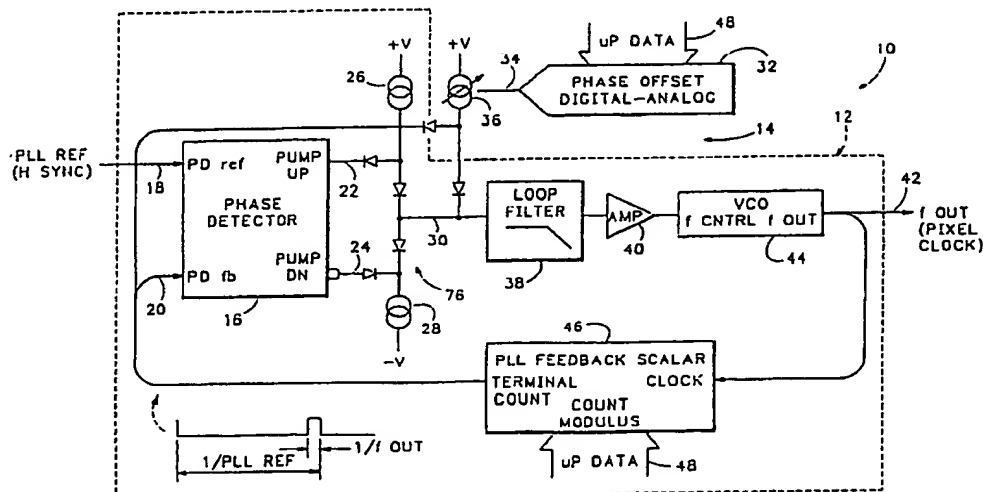 48
uP DATA
+V
+V
26
34
32
PHASE OFFSET
DIGITAL-ANALOG
10
36
14
12
PLL REF
(H SYNC)
18
PD ref
PUMP
UP
22
PHASE
DETECTOR
LOOP
FILTER
AMP
VCO
f CNTRL f OUT
42
f OUT
(PIXEL
CLOCK)
30
40
44
38
24
PUMP
DN
PD fb
20
16
76
28
-V
46
PLL FEEDBACK SCALAR
TERMINAL CLOCK
COUNT
COUNT
MODULUS
1/f OUT
1/PLL REF
uP DATA
48